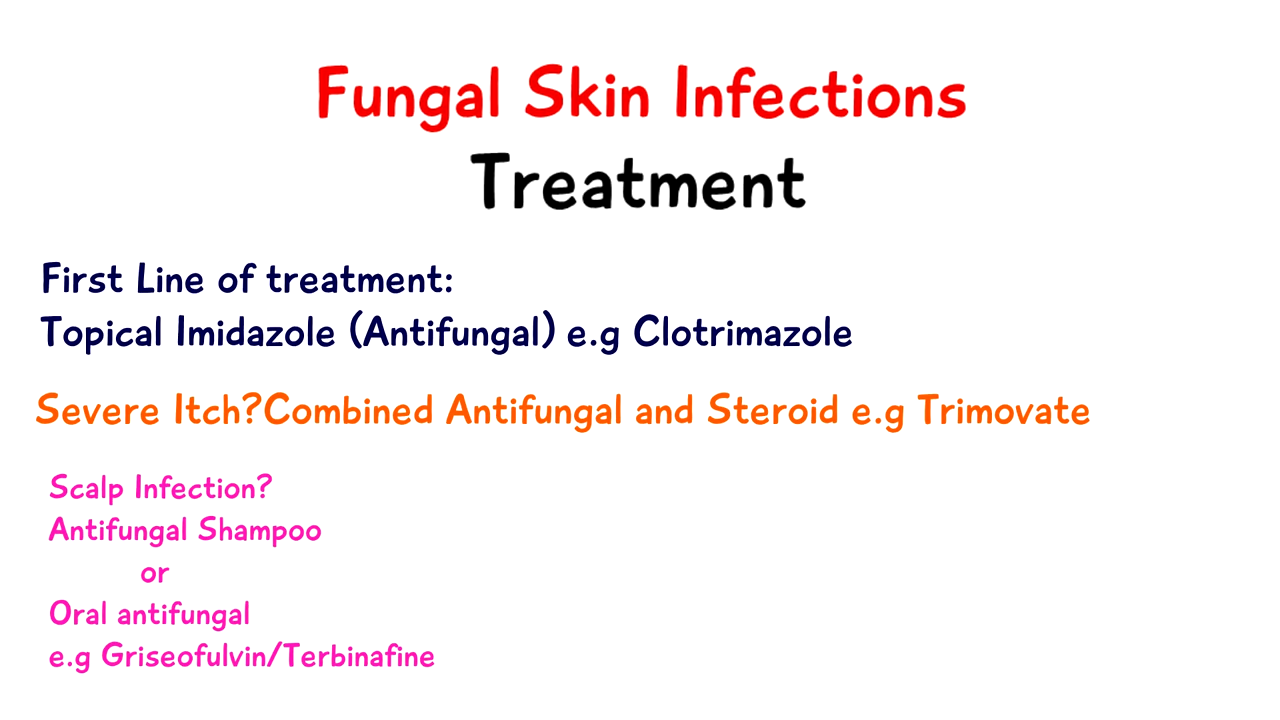 Fungal Skin Infections
Treatment
First Line of treatment:
Topical Imidazole (Antifungal) e.g Clotrimazole
Severe Itch?Combined Antifungal and Steroid e.g Trimovate
Scalp Infection?
Antifungal Shampoo
or
Oral antifungal
e.g Griseofulvin/Terbinafine